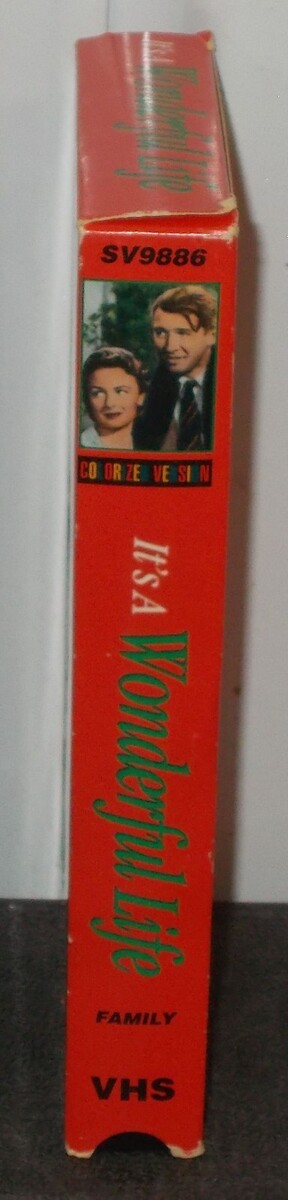 It's A
Wonderful Life
SV9886
COLORIZED VERSION
It's A Wonderful Life
FAMILY
VHS